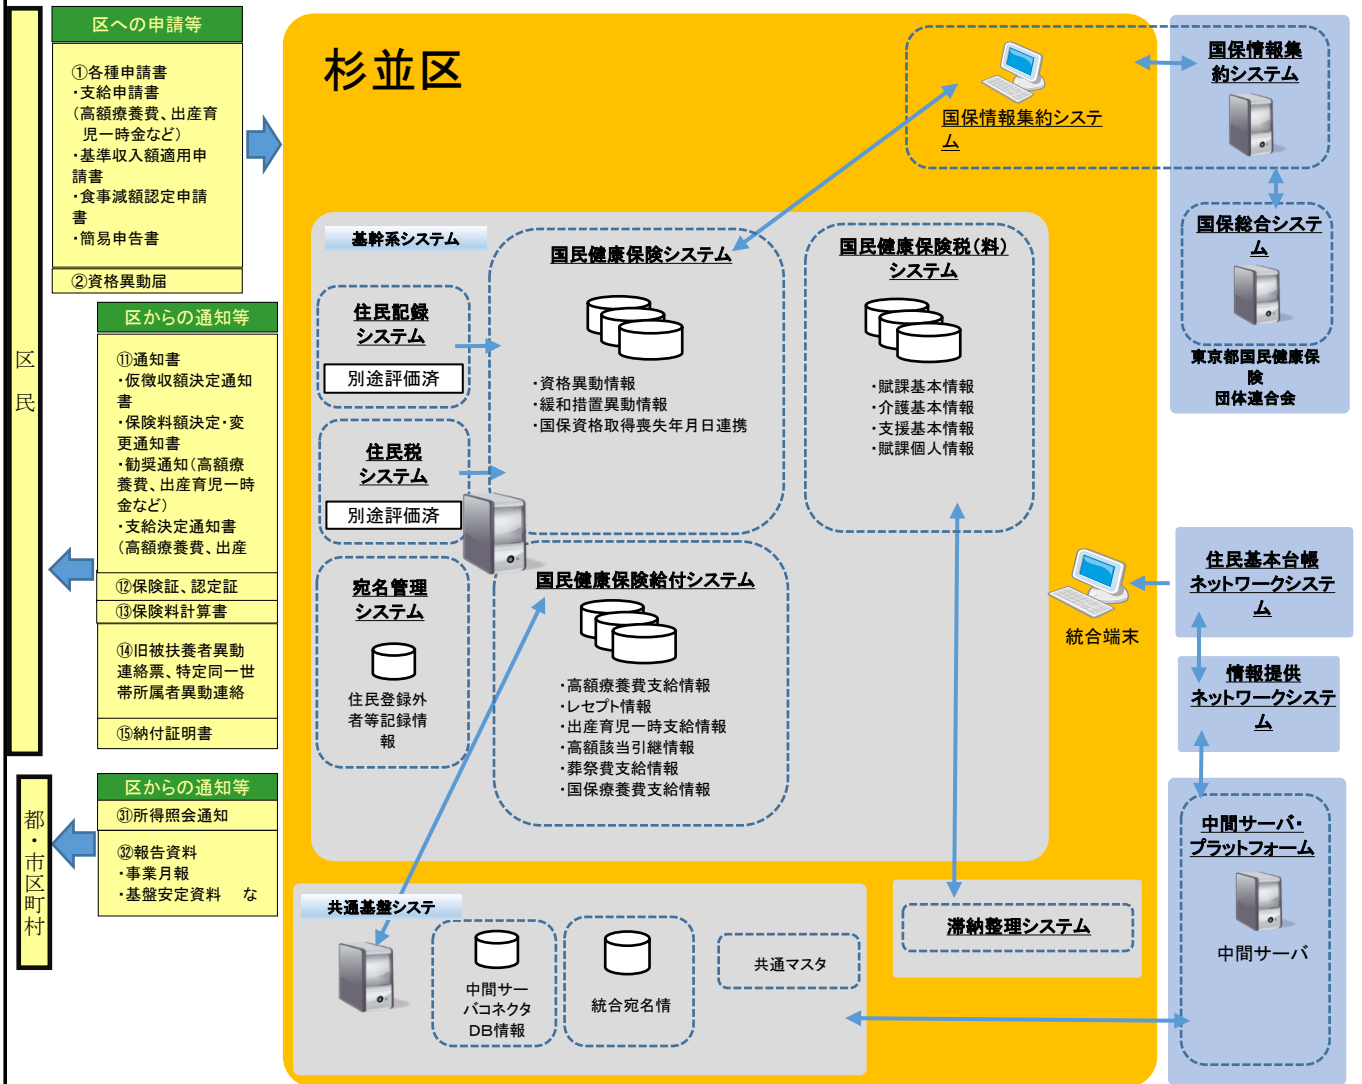 区への申請等
①各種申請書
・支給申請書
(高額療養費、出産育
児一時金など)
・基準収入額適用申
請書
・食事減額認定申請
書
・簡易申告書
②資格異動届
区からの通知等
⑪通知書
・仮徴収額決定通知
書
・保険料額決定・変
更通知書
・勧奨通知(高額療
養費、出産育児一時
金など)
・支給決定通知書
(高額療養費、出産
⑫保険証、認定証
⑬保険料計算書
⑭旧被扶養者異動
連絡票、特定同一世
帯所属者異動連絡
⑮納付証明書
区民
区からの通知等
㉛所得照会通知
㉜報告資料
・事業月報
・基盤安定資料 な
都・市区町村
杉並区
国保情報集約システ
ム
基幹系システム
住民記録
システム
別途評価済
住民税
システム
別途評価済
宛名管理
システム
住民登録外
者等記録情
報
国民健康保険システム
・資格異動情報
・緩和措置異動情報
・国保資格取得喪失年月日連携
国民健康保険税(料)
システム
・賦課基本情報
・介護基本情報
・支援基本情報
・賦課個人情報
国民健康保険給付システム
・高額療養費支給情報
・レセプト情報
・出産育児一時支給情報
・高額該当引継情報
・葬祭費支給情報
・国保療養費支給情報
共通基盤システ
中間サー
バコネクタ
DB情報
統合宛名情
共通マスタ
滞納整理システム
統合端末
国保情報集
約システム
国保総合システ
ム
東京都国民健康保
険
団体連合会
住民基本台帳
ネットワークシステ
ム
情報提供
ネットワークシステ
ム
中間サーバ・
プラットフォーム
中間サーバ